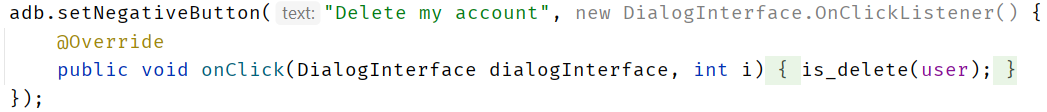 adb.setNegativeButton( text: "Delete my account", new DialogInterface.OnClickListener() {
@Override
public void onClick(DialogInterface dialogInterface, int i) { is_delete(user); }
});